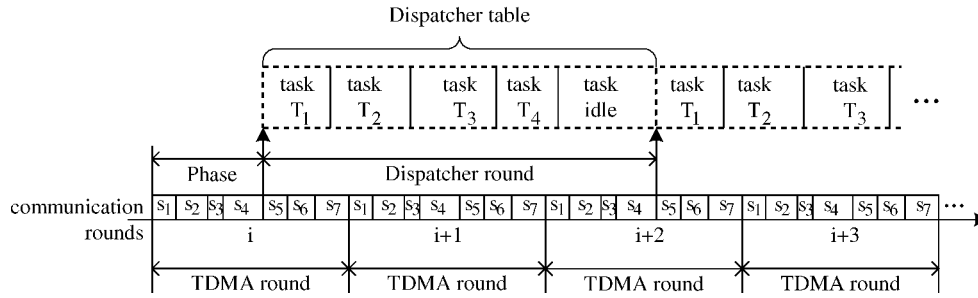 Dispatcher table
task task task task task task task task
T1 T2 T3 T4 idle T1 T2 T3 ...
Phase Dispatcher round
communication s1 s2 s3 s4 s5 s6 s7 s1 s2 s3 s4 s5 s6 s7 s1 s2 s3 s4 s5 s6 s7 s1 s2 s3 s4 s5 s6 s7 ...
rounds i i+1 i+2 i+3
TDMA round TDMA round TDMA round TDMA round